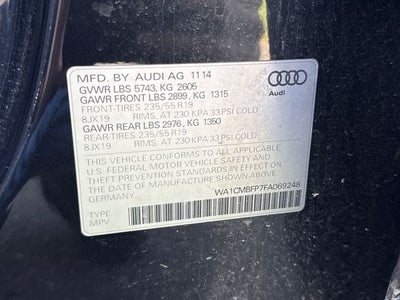 MFD. BY AUDI AG 11 14
GVWR LBS 5743, KG 2605
GAWR FRONT LBS 2899, KG 1315
FRONT-TIRES 235/55 R19
8JX19 RIMS, AT 230 KPA 33 PSI COLD
GAWR REAR LBS 2976, KG 1350
REAR-TIRES 235/55 R19
8JX19 RIMS, AT 230 KPA 33 PSI COLD
Audi
THIS VEHICLE CONFORMS TO ALL APPLICABLE
U.S. FEDERAL MOTOR VEHICLE SAFETY AND
THEFT PREVENTION STANDARDS IN EFFECT ON THE
DATE OF MANUFACTURE SHOWN ABOVE.
WA1CMBFP7FA069248
TYPE
MPV